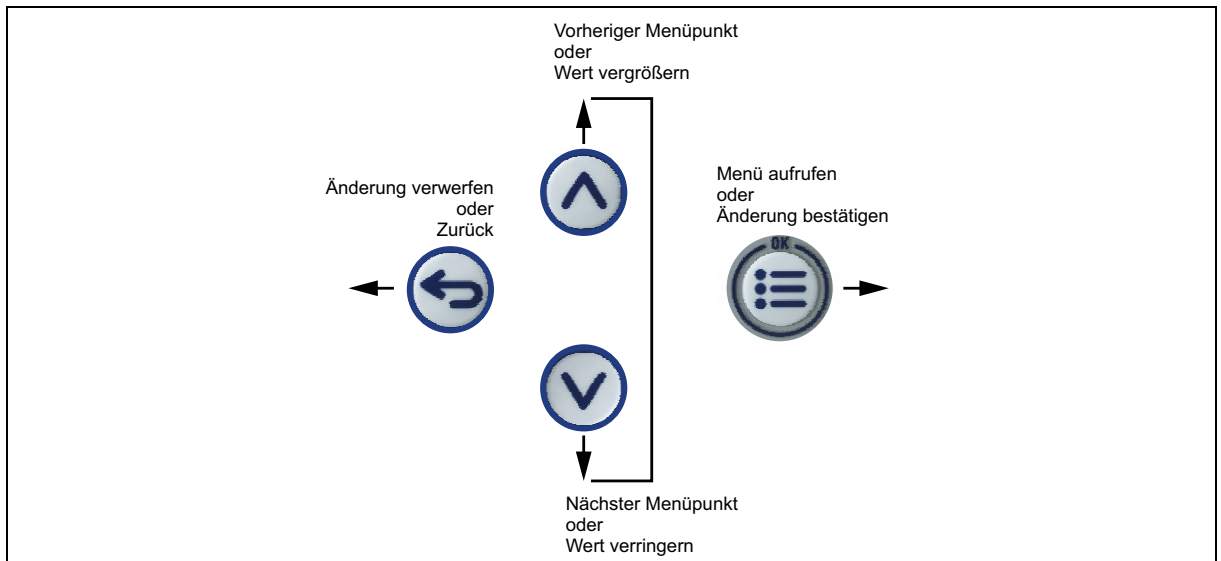 Vorheriger Menüpunkt
oder
Wert vergrößern
Änderung verwerfen
oder
Zurück
Menü aufrufen
oder
Änderung bestätigen
OK
Nächster Menüpunkt
oder
Wert verringern